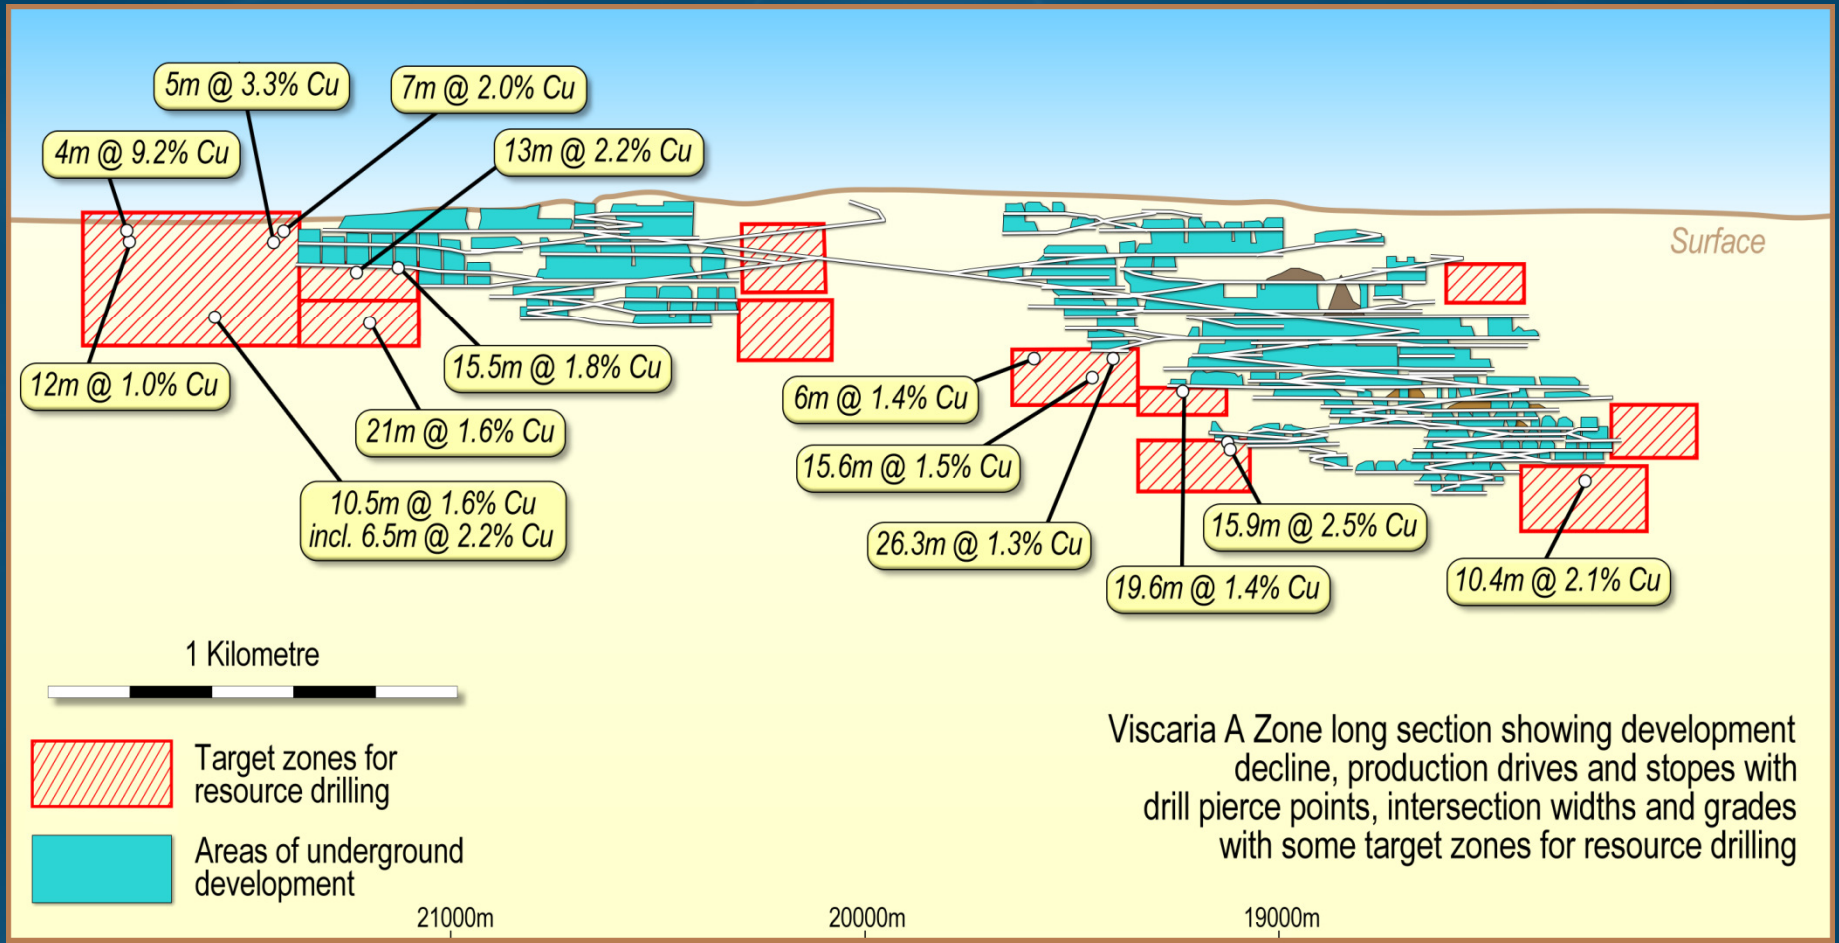 5m @ 3.3% Cu
7m @ 2.0% Cu
4m @ 9.2% Cu
13m @ 2.2% Cu
Surface
12m @ 1.0% Cu
15.5m @ 1.8% Cu
6m @ 1.4% Cu
21m @ 1.6% Cu
15.6m @ 1.5% Cu
10.5m @ 1.6% Cu
incl. 6.5m @ 2.2% Cu
26.3m @ 1.3% Cu
15.9m @ 2.5% Cu
19.6m @ 1.4% Cu
10.4m @ 2.1% Cu
1 Kilometre
Target zones for
resource drilling
Areas of underground
development
Viscaria A Zone long section showing development
decline, production drives and stopes with
drill pierce points, intersection widths and grades
with some target zones for resource drilling
21000m
20000m
19000m